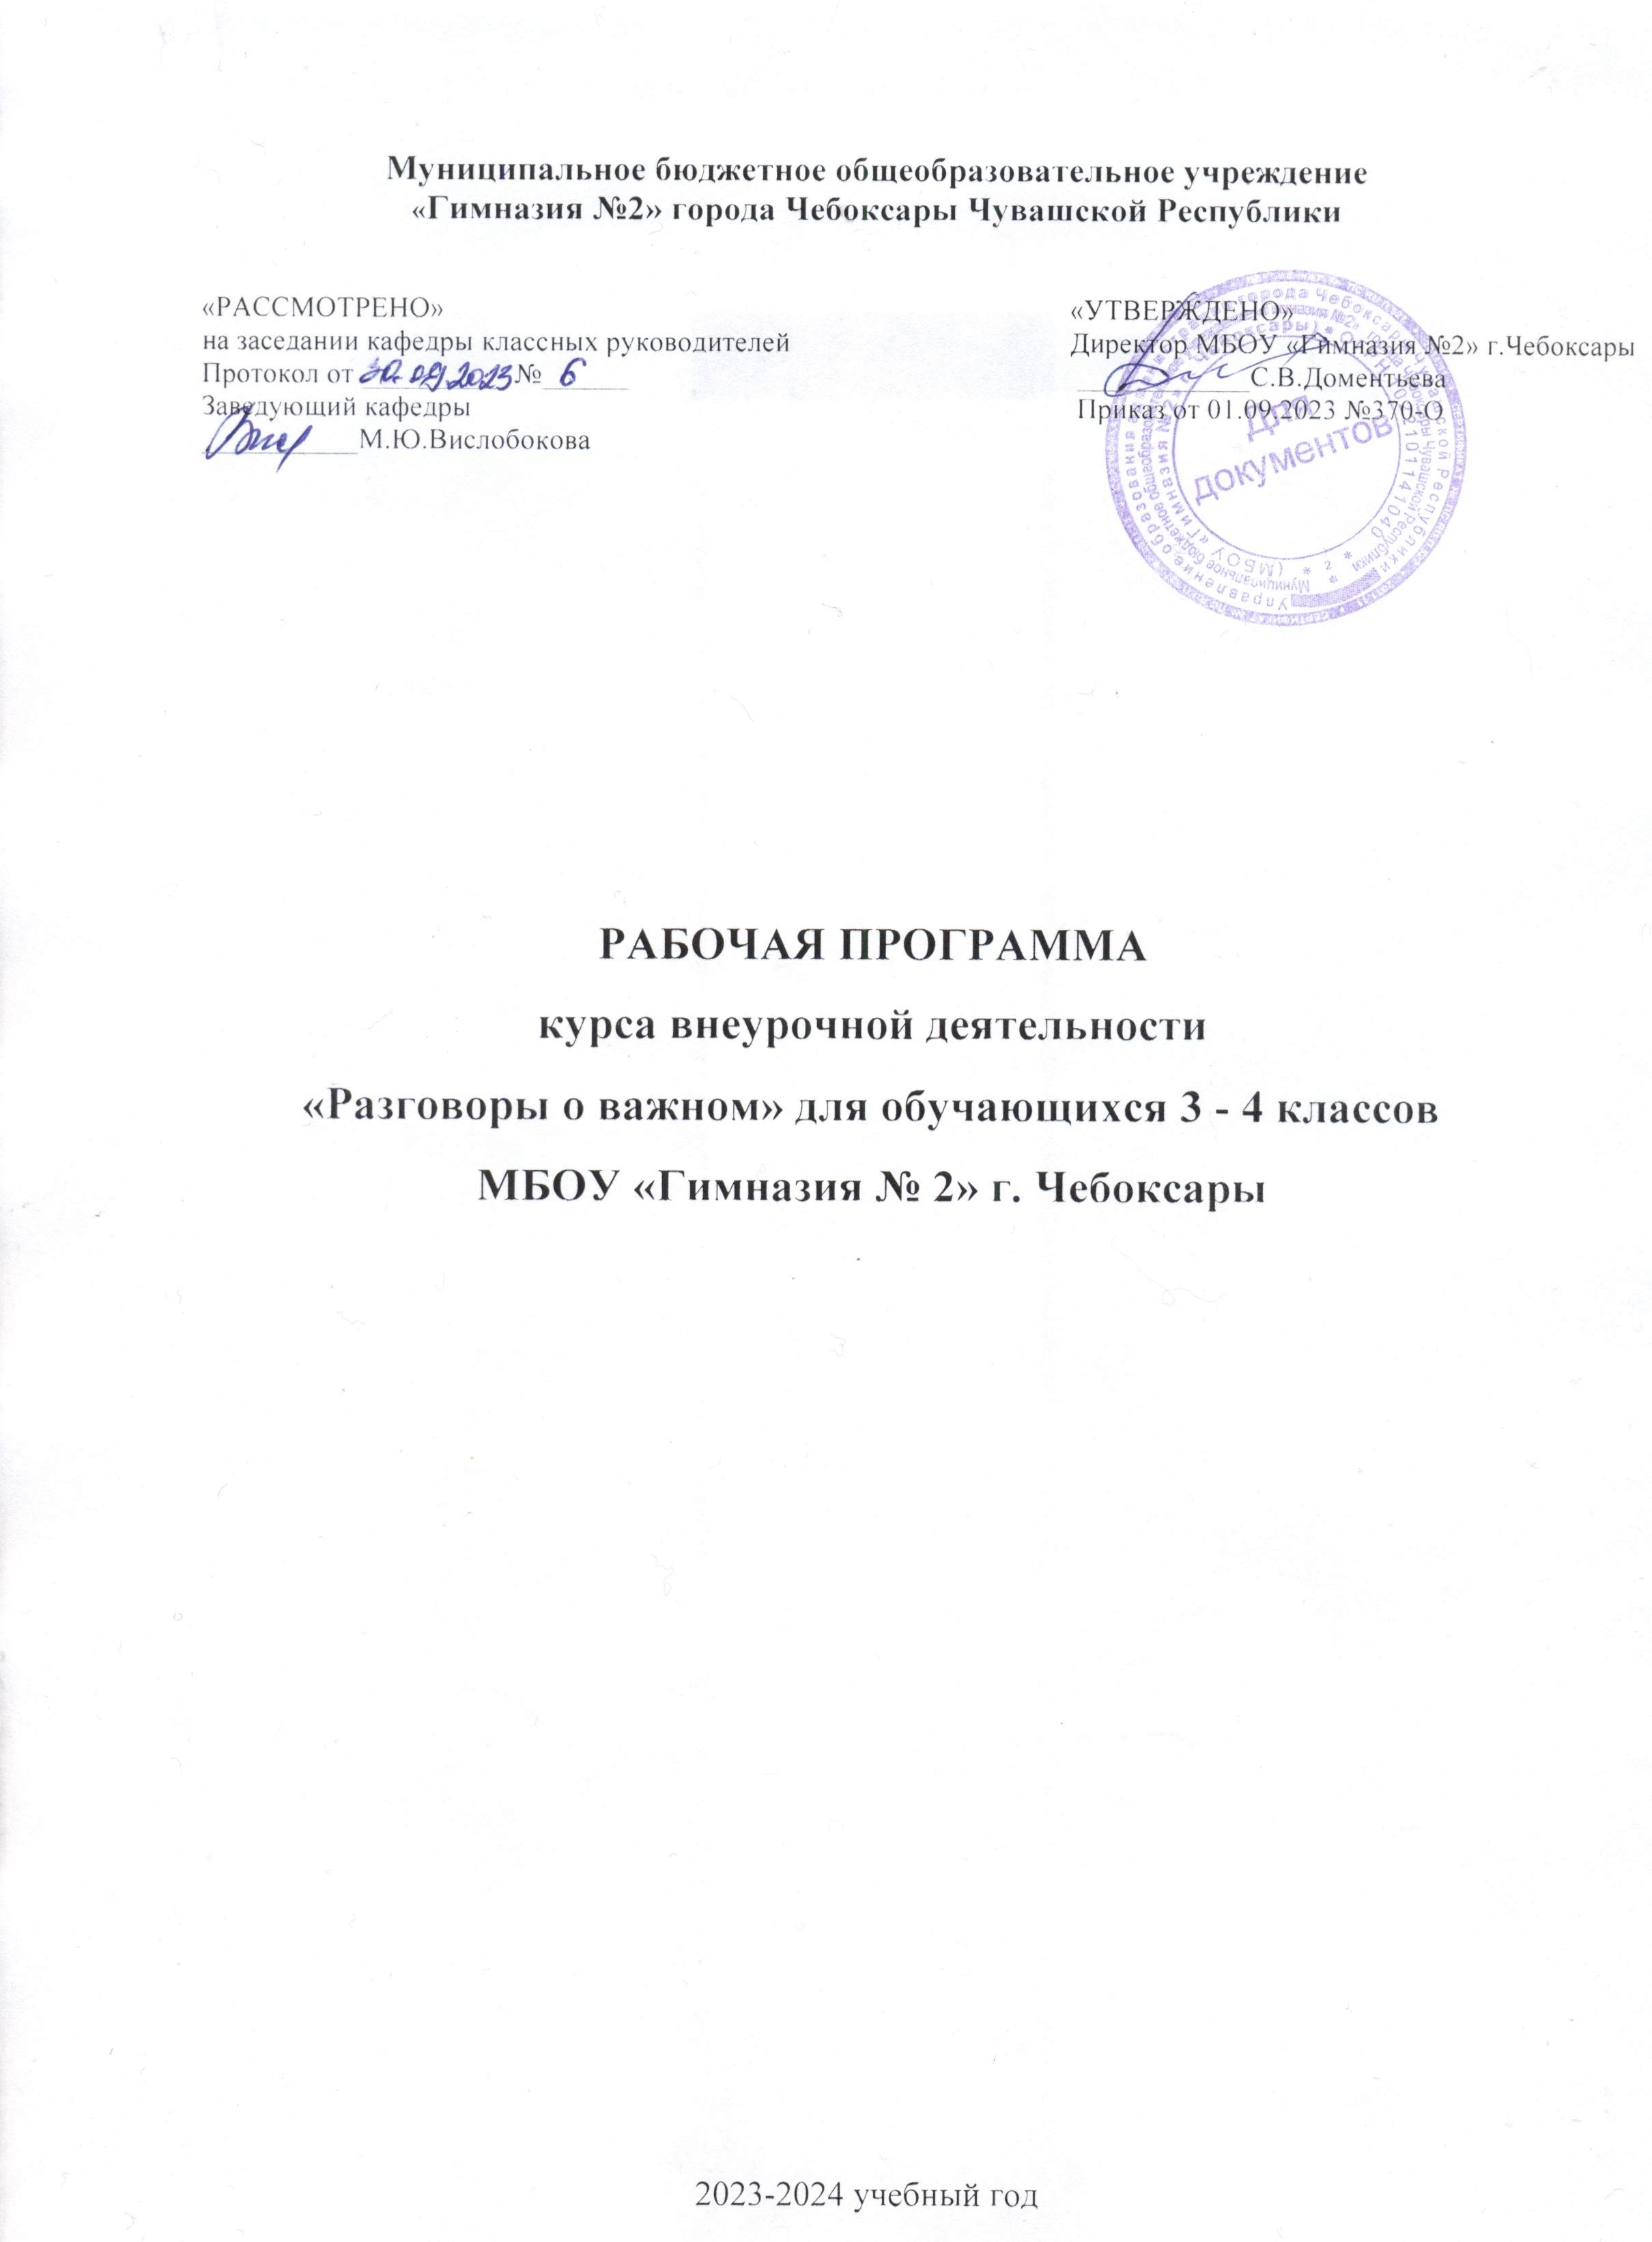 Муниципальное бюджетное общеобразовательное учреждение
«Гимназия №2» города Чебоксары Чувашской Республики
«РАССМОТРЕНО»
на заседании кафедры классных руководителей
Протокол от 2023 № 6
Заведующий кафедры
М.Ю.Вислобокова
«УТВЕРЖДЕНО»
Директор МБОУ «Гимназия №2» г.Чебоксары
С.В.Доментьева
Приказ от 01.09.2023 №370-О
Для
документов
РАБОЧАЯ ПРОГРАММА
курса внеурочной деятельности
«Разговоры о важном» для обучающихся 3 - 4 классов
МБОУ «Гимназия № 2» г. Чебоксары
2023-2024 учебный год